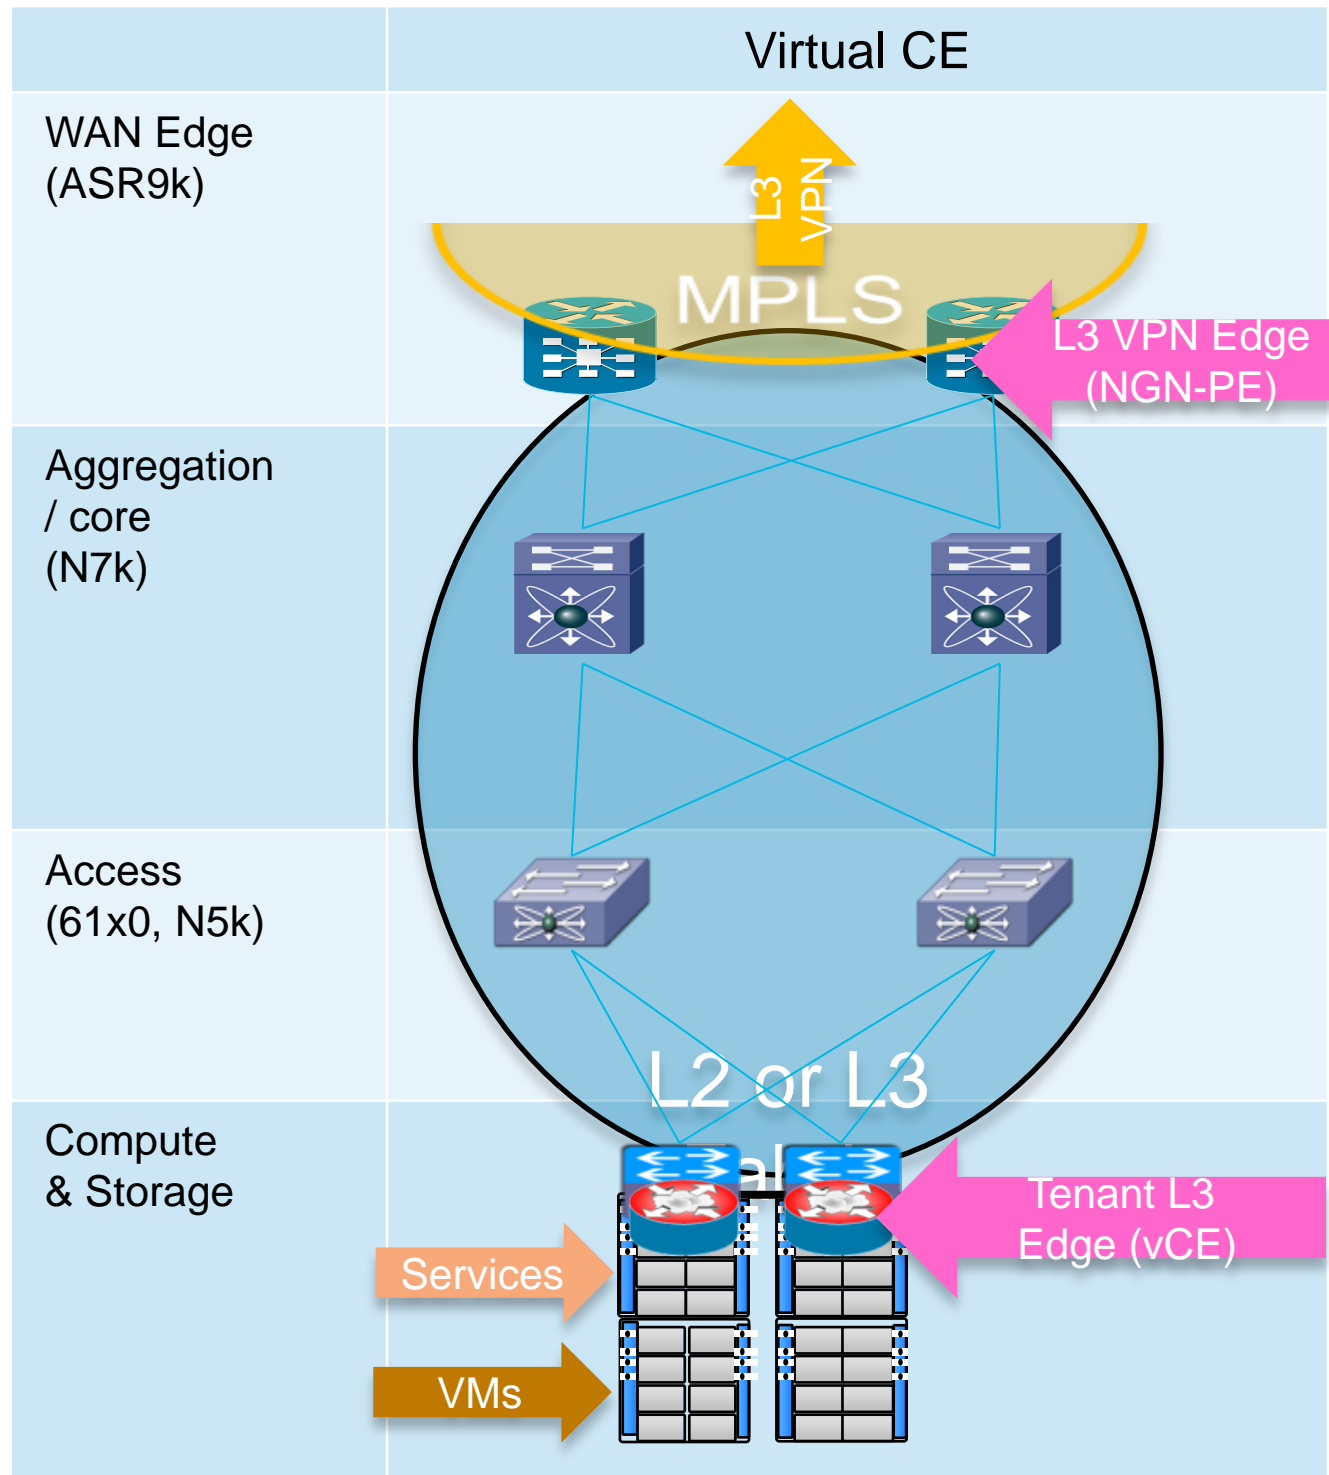 Virtual CE
WAN Edge
(ASR9k)
L3
VPN
MPLS
L3 VPN Edge
(NGN-PE)
Aggregation
/ core
(N7k)
Access
(61x0, N5k)
L2 or L3
Compute
& Storage
Tenant L3
Edge (vCE)
Services
VMs